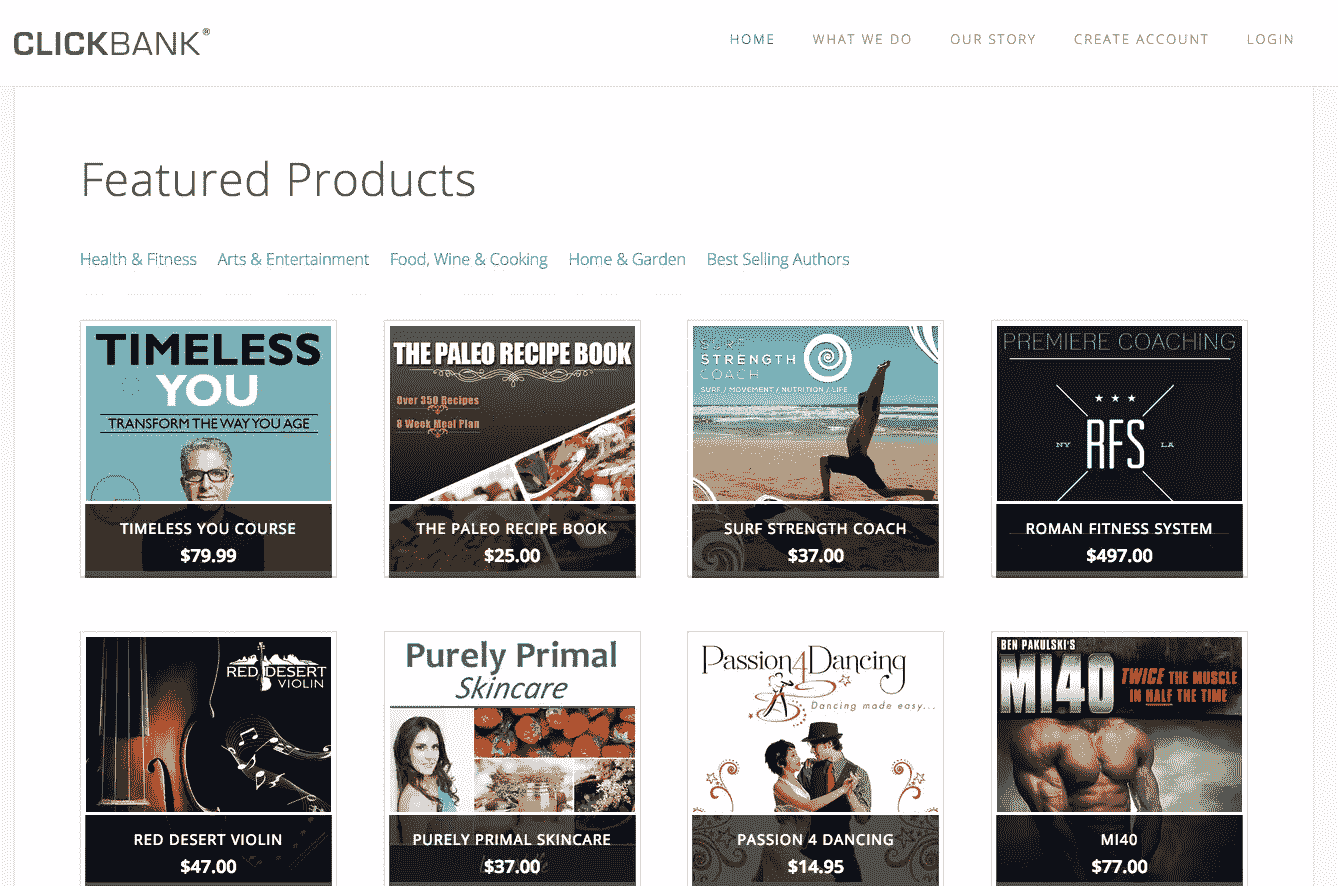 CLICKBANK®
HOME WHAT WE DO OUR STORY CREATE ACCOUNT LOGIN
Featured Products
Health & Fitness Arts & Entertainment Food, Wine & Cooking Home & Garden Best Selling Authors
TIMELESS
YOU
TRANSFORM THE WAY YOU AGE
TIMELESS YOU COURSE
$79.99
THE PALEO RECIPE BOOK
Over 350 Recipes
8 Week Meal Plan
THE PALEO RECIPE BOOK
$25.00
SURF
STRENGTH
COACH
SURF / MOVEMENT / NUTRITION / LIFE
SURF STRENGTH COACH
$37.00
PREMIERE COACHING
NY RFS LA
ROMAN FITNESS SYSTEM
$497.00
RED DESERT
VIOLIN
RED DESERT VIOLIN
$47.00
Purely Primal
Skincare
PURELY PRIMAL SKINCARE
$37.00
Passion4Dancing
Dancing made easy...
PASSION 4 DANCING
$14.95
BEN PAKULSKI'S
MI40
TWICE THE MUSCLE
IN HALF THE TIME
MI40
$77.00